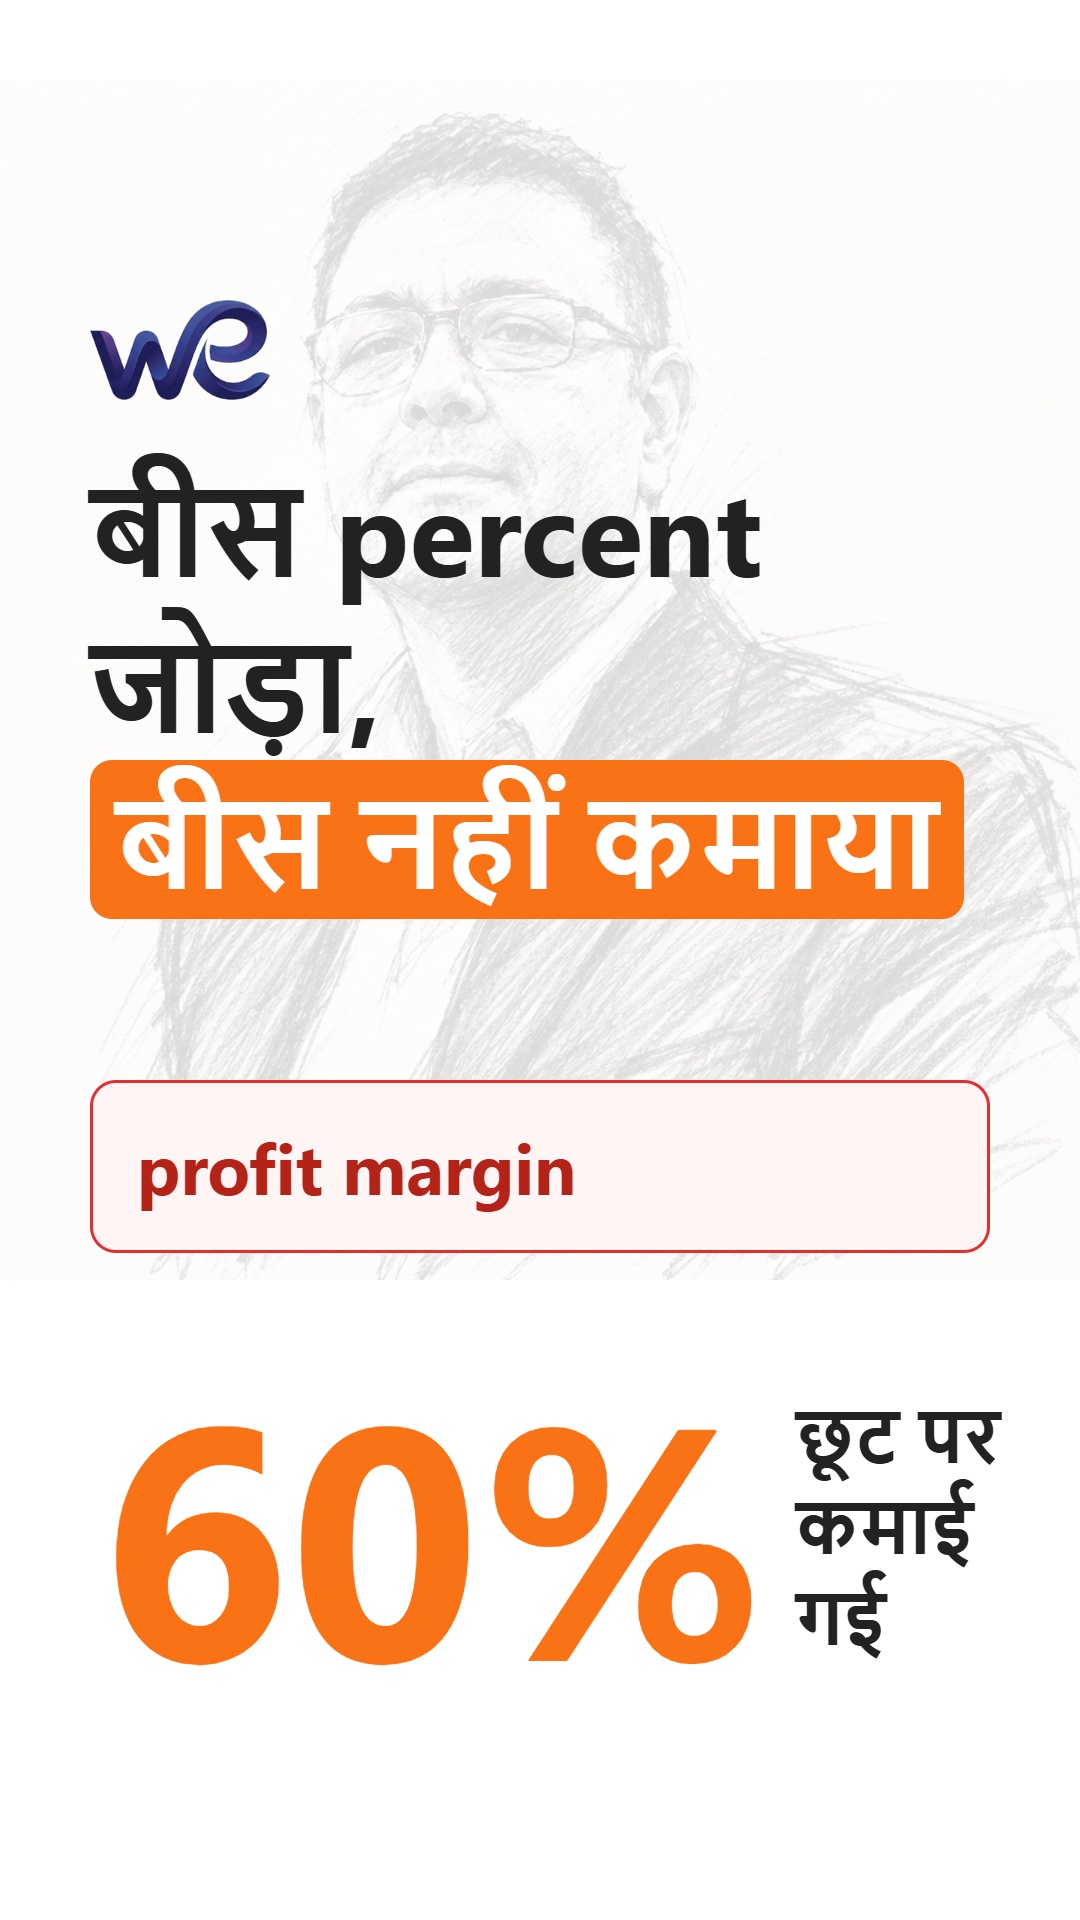 we
बीस percent
जोड़ा,
बीस नहीं कमाया
profit margin
60%
छूट पर
कमाई
गई